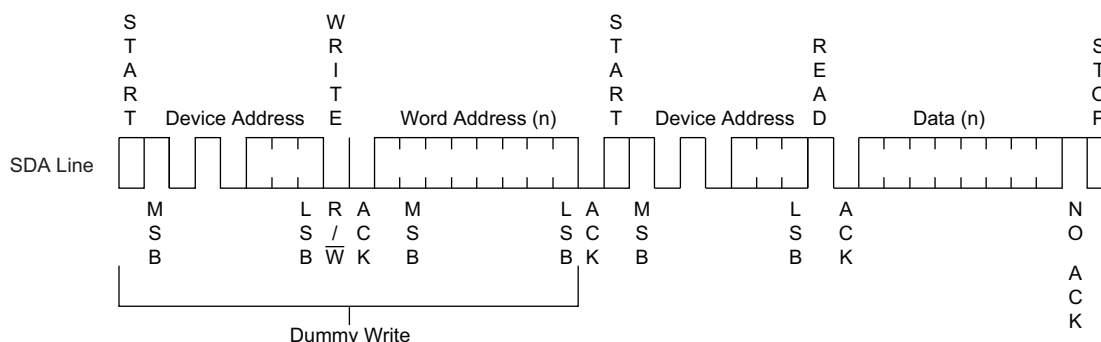 START
WRITE
START
READ
STOP
Device Address
Word Address (n)
Device Address
Data (n)
SDA Line
MSB
LSB
R/W
ACK
MSB
LSB
ACK
MSB
LSB
ACK
NO ACK
Dummy Write